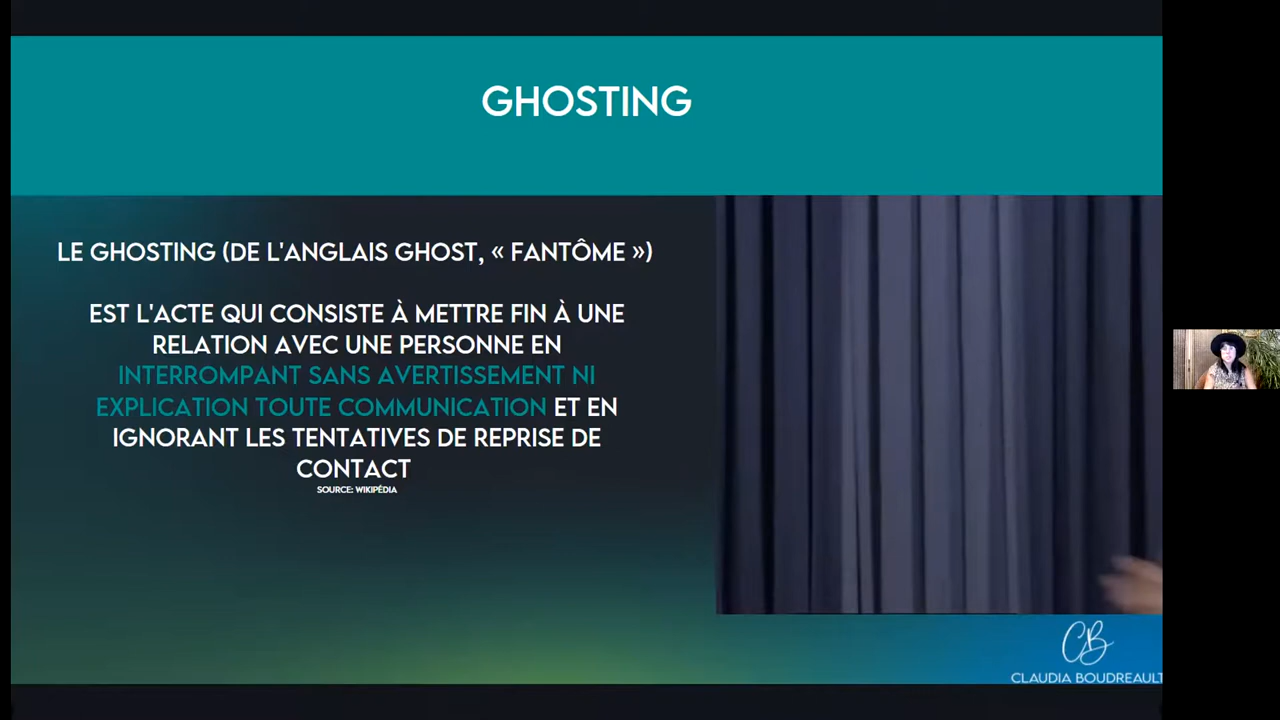 GHOSTING
LE GHOSTING (DE L'ANGLAIS GHOST, « FANTÔME »)
EST L'ACTE QUI CONSISTE À METTRE FIN À UNE
RELATION AVEC UNE PERSONNE EN
INTERROMPANT SANS AVERTISSEMENT NI
EXPLICATION TOUTE COMMUNICATION ET EN
IGNORANT LES TENTATIVES DE REPRISE DE
CONTACT
SOURCE: WIKIPÉDIA
CB
CLAUDIA BOUDREAULT